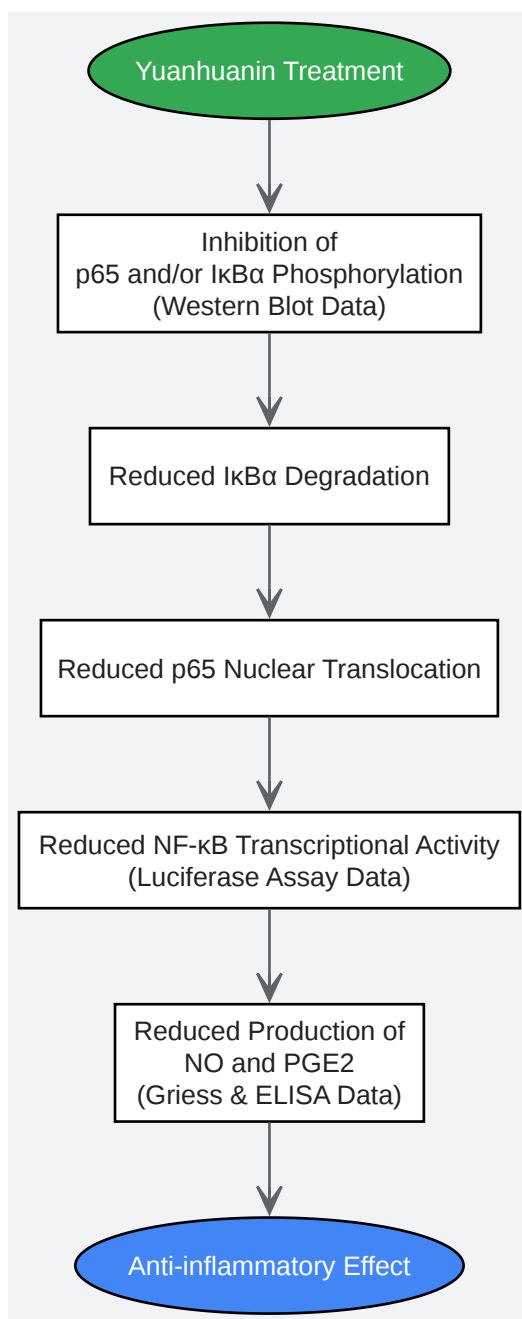 Yuanhuanin Treatment
Inhibition of
p65 and/or IκBα Phosphorylation
(Western Blot Data)
Reduced IκBα Degradation
Reduced p65 Nuclear Translocation
Reduced NF-κB Transcriptional Activity
(Luciferase Assay Data)
Reduced Production of
NO and PGE2
(Griess & ELISA Data)
Anti-inflammatory Effect